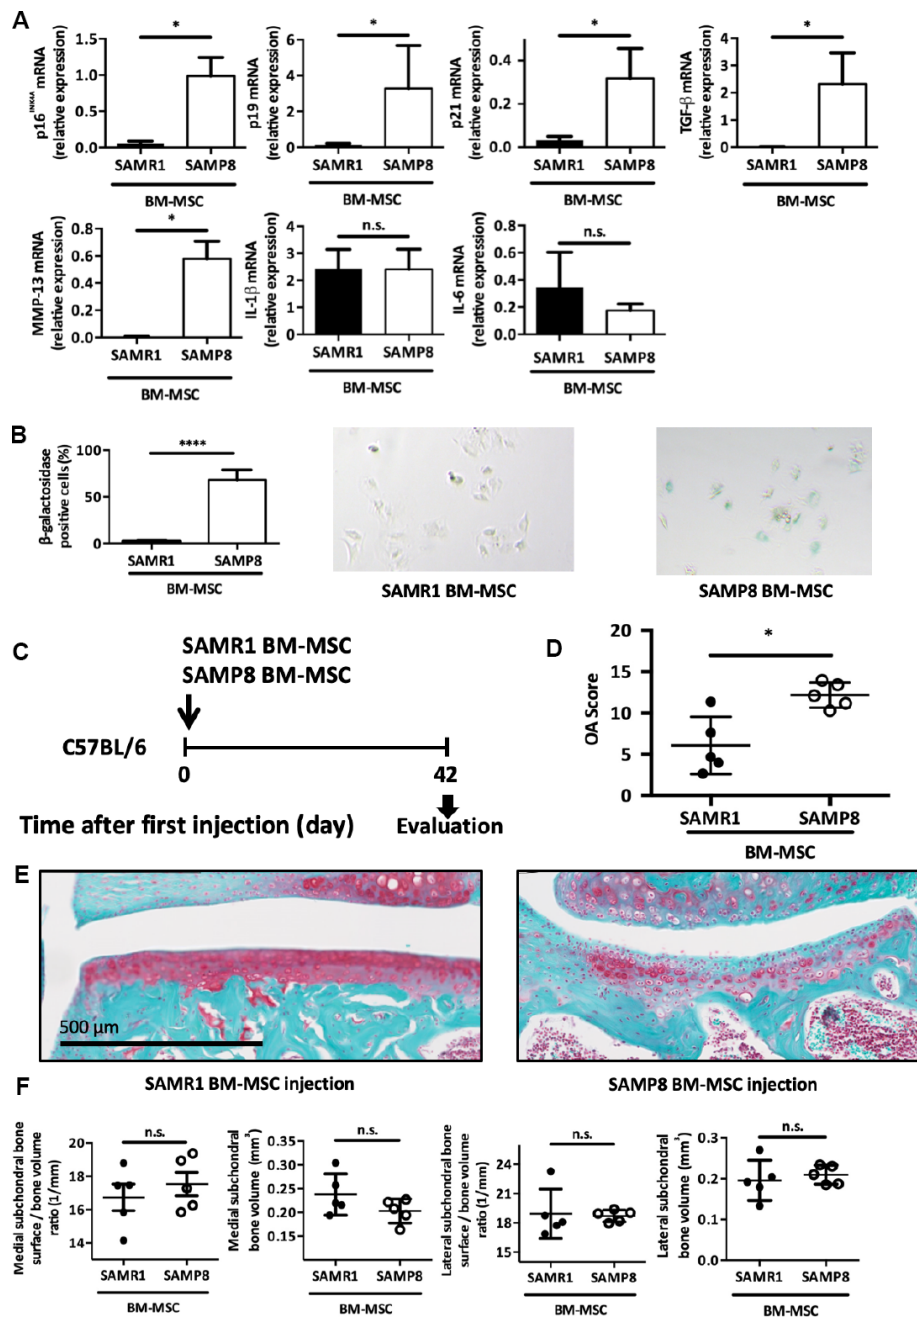 A
p16INK4A mRNA
(relative expression)
1.5
1.0
0.5
0.0
*
SAMR1 SAMP8
BM-MSC
p19 mRNA
(relative expression)
6
4
2
0
*
SAMR1 SAMP8
BM-MSC
p21 mRNA
(relative expression)
0.4
0.2
0.0
*
SAMR1 SAMP8
BM-MSC
TGF-β mRNA
(relative expression)
4
3
2
1
0
*
SAMR1 SAMP8
BM-MSC
MMP-13 mRNA
(relative expression)
0.8
0.6
0.4
0.2
0.0
*
SAMR1 SAMP8
BM-MSC
IL-1β mRNA
(relative expression)
4
3
2
1
0
n.s.
SAMR1 SAMP8
BM-MSC
IL-6 mRNA
(relative expression)
0.8
0.6
0.4
0.2
0.0
n.s.
SAMR1 SAMP8
BM-MSC
B
β-galactosidase
positive cells (%)
100
50
0
****
SAMR1 SAMP8
BM-MSC
SAMR1 BM-MSC
SAMP8 BM-MSC
C
SAMR1 BM-MSC
SAMP8 BM-MSC
C57BL/6
0 42
Time after first injection (day) Evaluation
D
OA Score
20
15
10
5
0
*
SAMR1 SAMP8
BM-MSC
E
500 µm
SAMR1 BM-MSC injection
SAMP8 BM-MSC injection
F
Medial subchondral bone
surface / bone volume
ratio (1/mm)
20
18
16
14
n.s.
SAMR1 SAMP8
BM-MSC
Medial subchondral
bone volume (mm³)
0.35
0.30
0.25
0.20
0.15
n.s.
SAMR1 SAMP8
BM-MSC
Lateral subchondral bone
surface / bone volume
ratio (1/mm)
24
21
18
n.s.
SAMR1 SAMP8
BM-MSC
Lateral subchondral
bone volume (mm³)
0.3
0.2
0.2
0.0
n.s.
SAMR1 SAMP8
BM-MSC